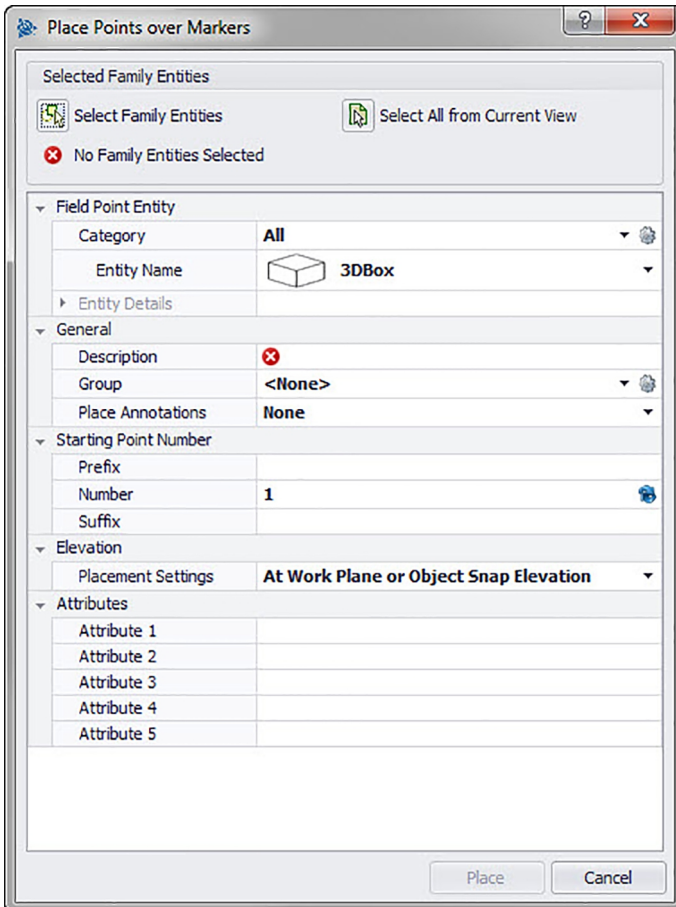 Place Points over Markers
?
Selected Family Entities
Select Family Entities Select All from Current View
No Family Entities Selected
Field Point Entity
Category All
Entity Name 3DBox
Entity Details
General
Description
Group <None>
Place Annotations None
Starting Point Number
Prefix
Number 1
Suffix
Elevation
Placement Settings At Work Plane or Object Snap Elevation
Attributes
Attribute 1
Attribute 2
Attribute 3
Attribute 4
Attribute 5
Place Cancel